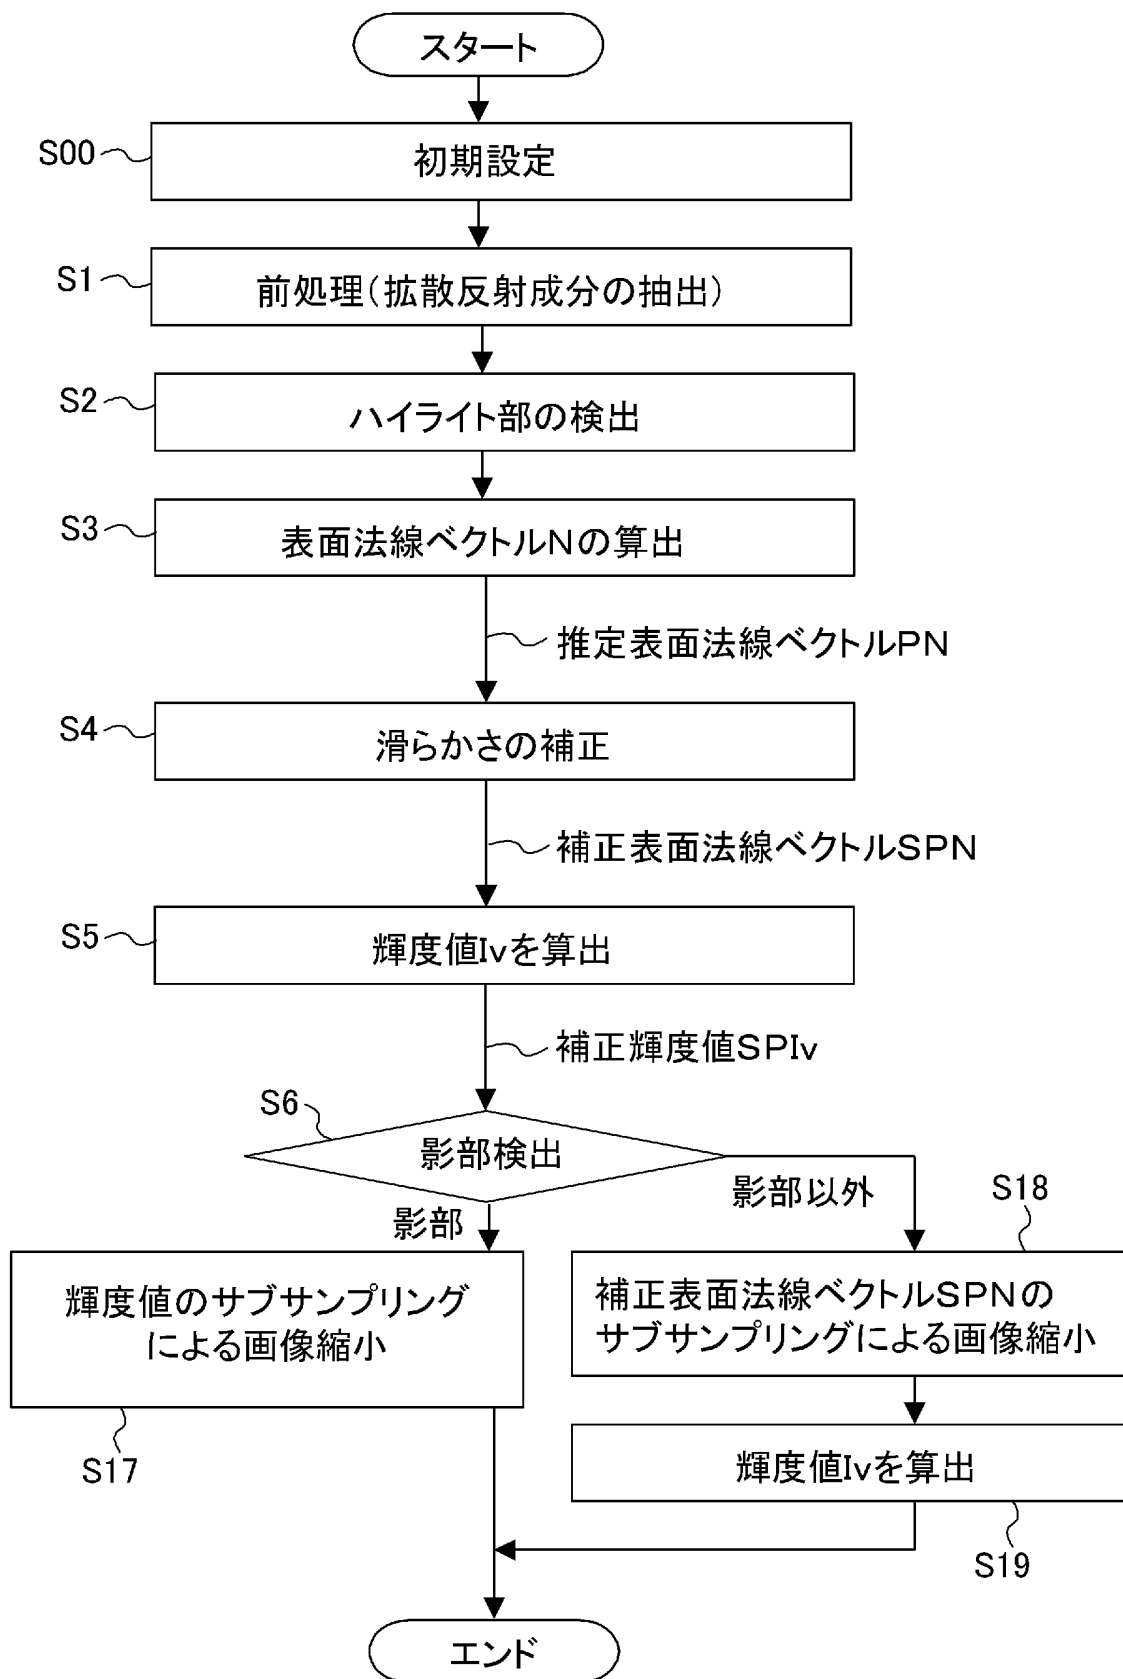 スタート
S00
初期設定
S1
前処理(拡散反射成分の抽出)
S2
ハイライト部の検出
S3
表面法線ベクトルNの算出
推定表面法線ベクトルPN
S4
滑らかさの補正
補正表面法線ベクトルSPN
S5
輝度値Ivを算出
補正輝度値SPIv
S6
影部検出
影部
影部以外
S18
輝度値のサブサンプリング
による画像縮小
S17
補正表面法線ベクトルSPNの
サブサンプリングによる画像縮小
輝度値Ivを算出
S19
エンド